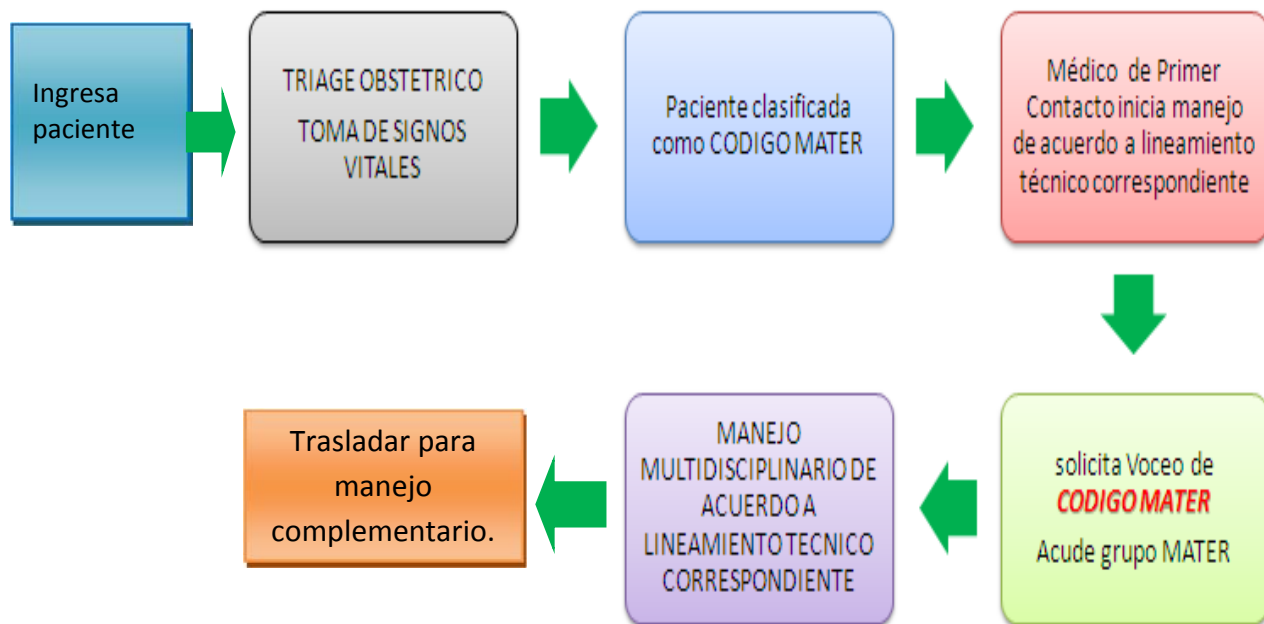 Ingresa
paciente
TRIAGE OBSTETRICO
TOMA DE SIGNOS
VITALES
Paciente clasificada
como CODIGO MATER
Médico de Primer
Contacto inicia manejo
de acuerdo a lineamiento
técnico correspondiente
solicita Voceo de
CODIGO MATER
Acude grupo MATER
MANEJO
MULTIDISCIPLINARIO DE
ACUERDO A
LINEAMIENTO TECNICO
CORRESPONDIENTE
Trasladar para
manejo
complementario.